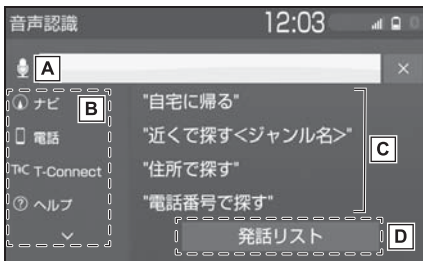 音声認識 12:03
A
×
ナビ B "自宅に帰る"
電話 "近くで探す<ジャンル名>"
C
T-Connect "住所で探す"
ヘルプ "電話番号で探す"
発話リスト D